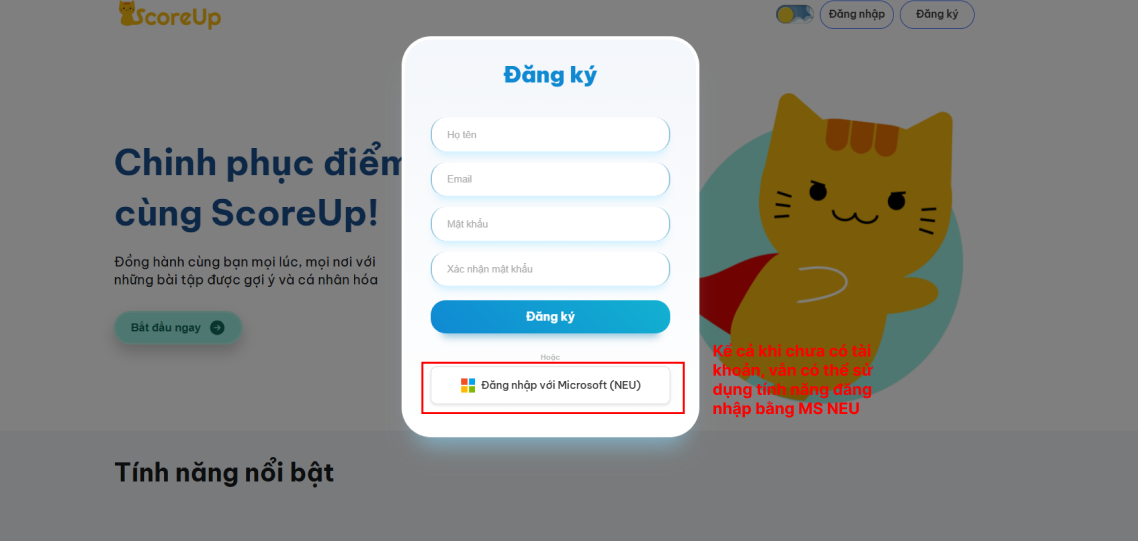 ScoreUp
Đăng nhập
Đăng ký
Đăng ký
Họ tên
Email
Mật khẩu
Xác nhận mật khẩu
Đăng ký
Hoặc
Đăng nhập với Microsoft (NEU)
Chinh phục điểm
cùng ScoreUp!
Đồng hành cùng bạn mọi lúc, mọi nơi với
những bài tập được gợi ý và cá nhân hóa
Bắt đầu ngay
Kể cả khi chưa có tài
khoản, vẫn có thể sử
dụng tính năng đăng
nhập bằng MS NEU
Tính năng nổi bật